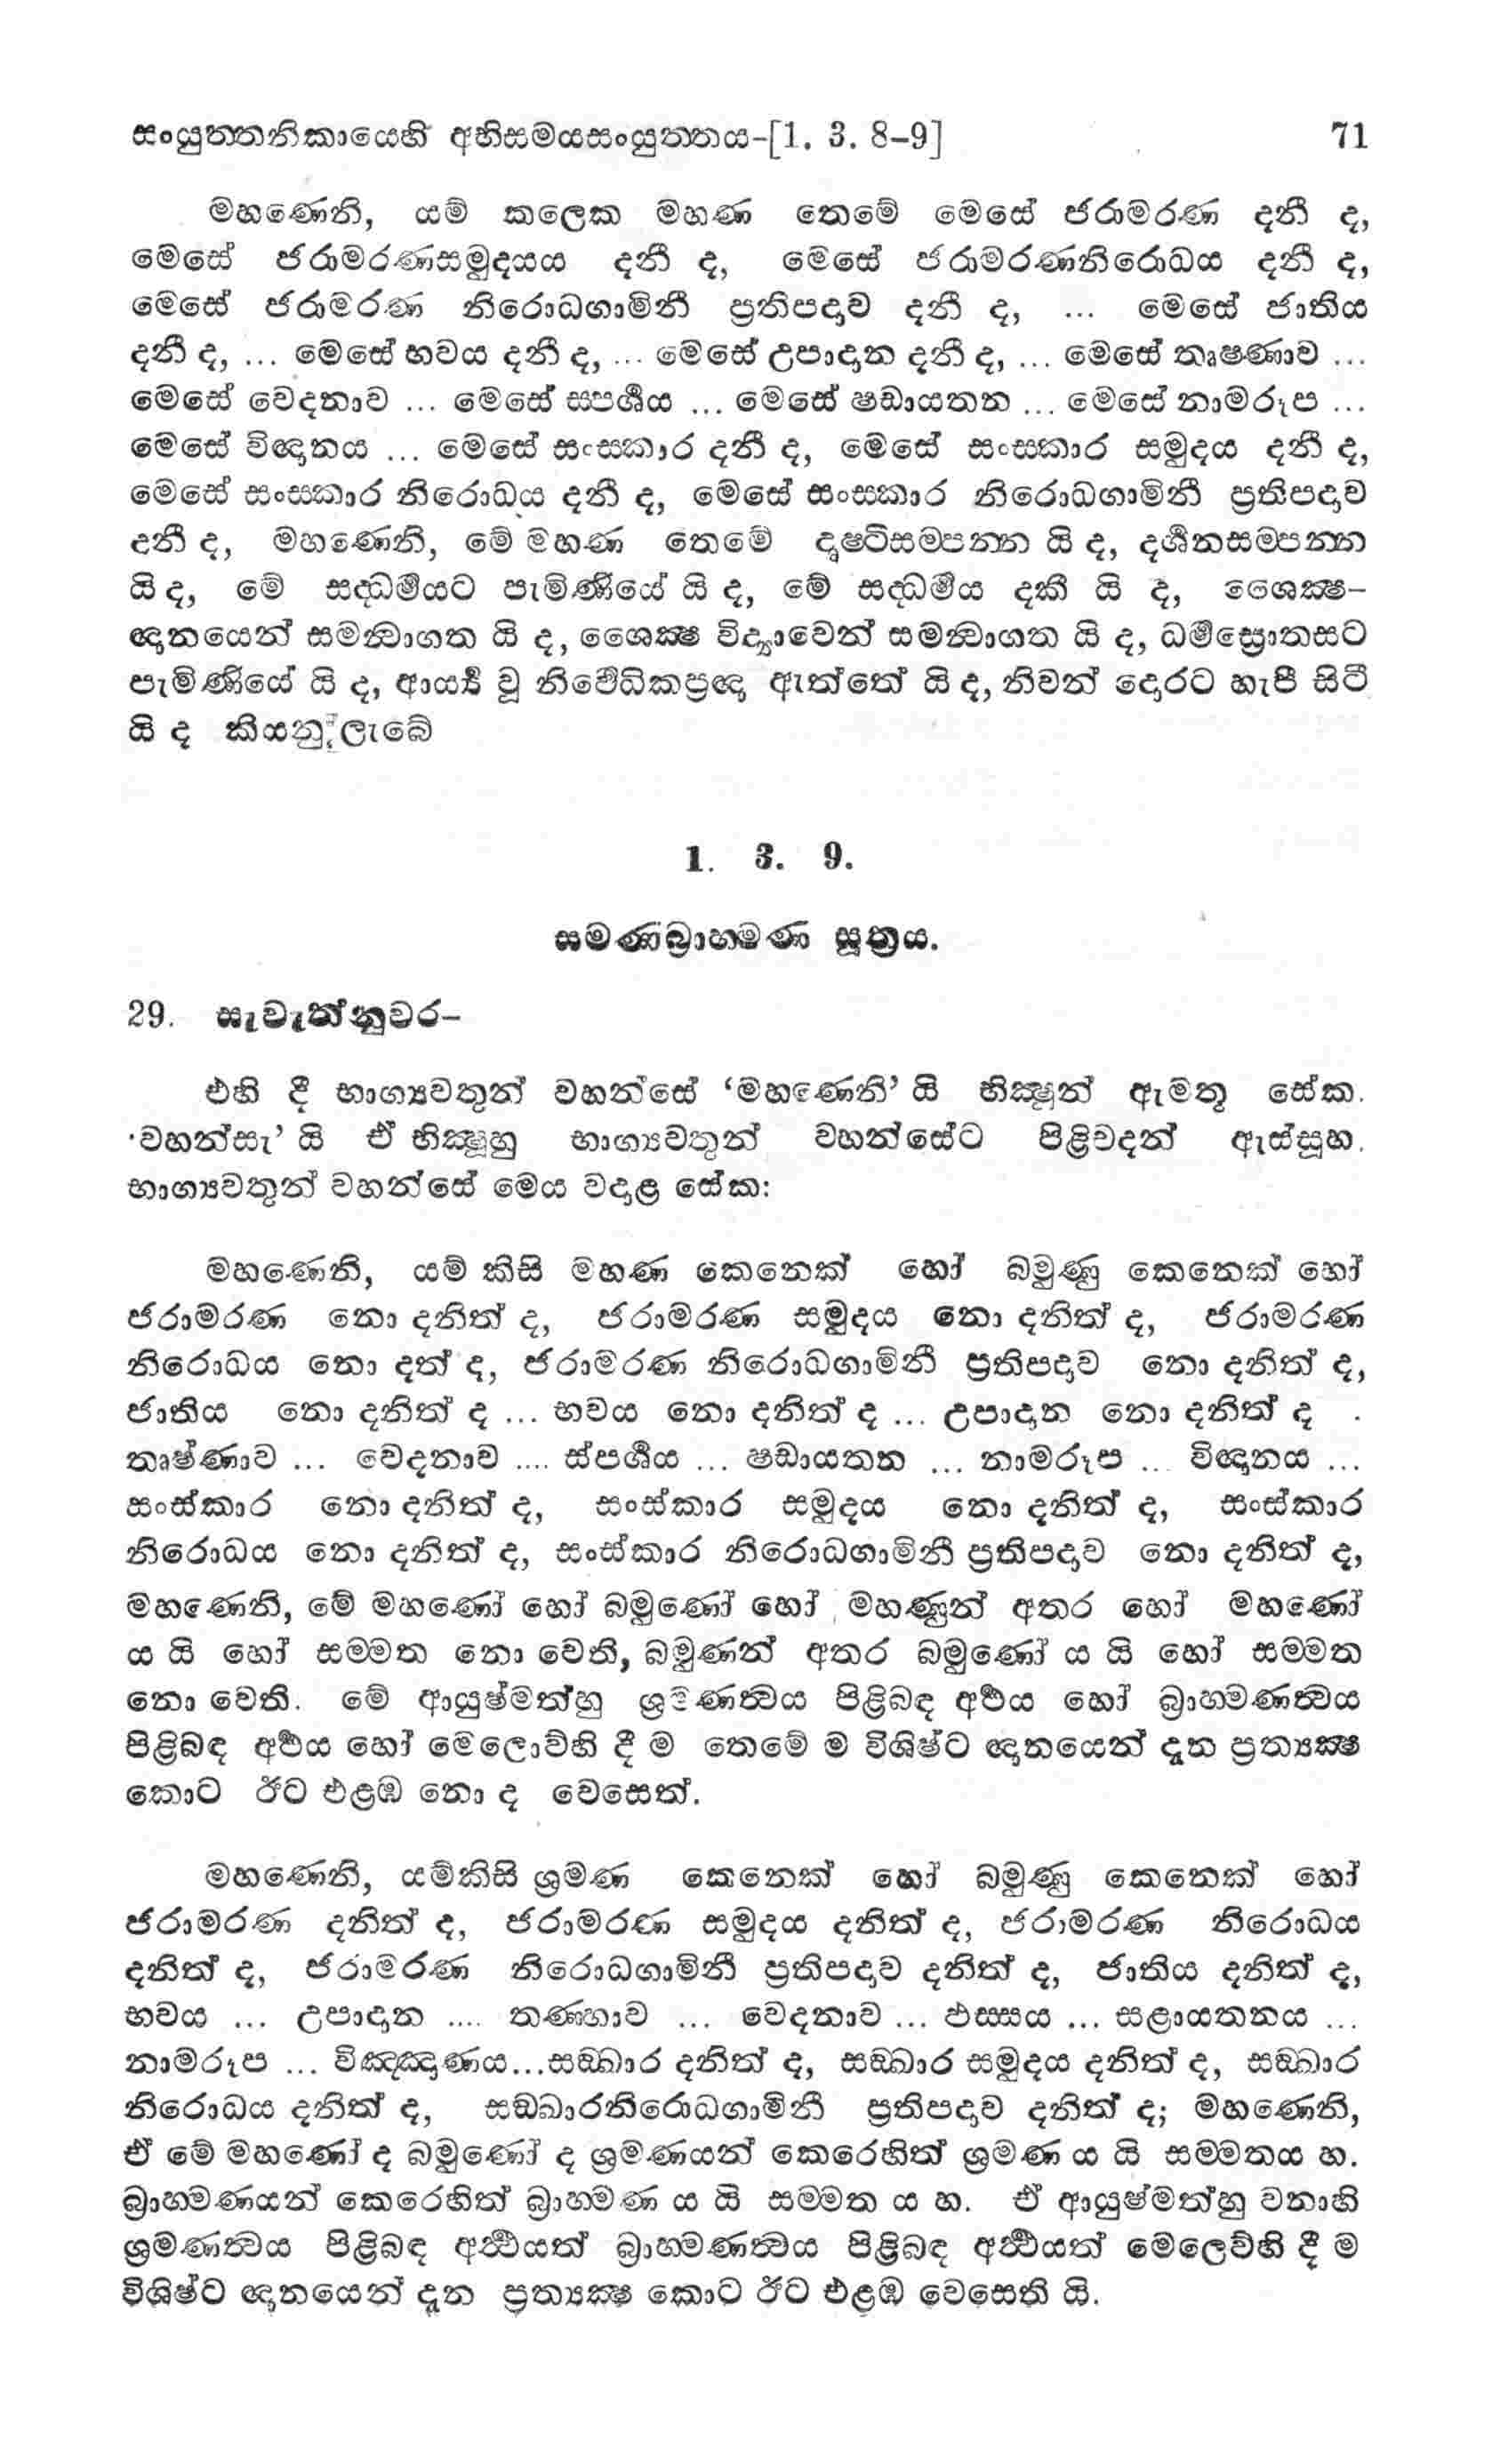 සංයුත්තනිකායෙහි අභිසමයසංයුත්තය-[1. 3. 8-9] 71
මහණෙනි, යම් කලෙක මහණ තෙමේ මෙසේ ජරාමරණ දනී ද,
මෙසේ ජරාමරණසමුදයය දනී ද, මෙසේ ජරාමරණනිරොධය දනී ද,
මෙසේ ජරාමරණ නිරොධගාමිනී ප්‍රතිපදාව දනී ද, ... මෙසේ ජාතිය
දනී ද, ... මෙසේ භවය දනී ද, ... මෙසේ උපාදාන දනී ද, ... මෙසේ තෘෂණාව ...
මෙසේ වෙදනාව ... මෙසේ සපර්‍ශය ... මෙසේ ෂඩායතන ... මෙසේ නාමරූප ...
මෙසේ විඥානය ... මෙසේ සංසකාර දනී ද, මෙසේ සංසකාර සමුදය දනී ද,
මෙසේ සංසකාර නිරොධය දනී ද, මෙසේ සංසකාර නිරොධගාමිනී ප්‍රතිපදාව
දනී ද, මහණෙනි, මේ මහණ තෙමේ දෘෂටිසම්පන්න යි ද, දර්‍ශනසම්පන්න
යි ද, මේ සද්ධර්‍මයට පැමිණියේ යි ද, මේ සද්ධර්‍මය දකී යි ද, ශෛක්‍ෂ-
ඥානයෙන් සමන්‍වාගත යි ද, ශෛක්‍ෂ විද්‍යාවෙන් සමන්‍වාගත යි ද, ධර්‍මස්‍රොතසට
පැමිණියේ යි ද, ආර්‍ය්‍ය වූ නිර්‍වේධිකප්‍රඥා ඇත්තේ යි ද, නිවන් දොරට හැපී සිටී
යි ද කියනු ලැබේ
1. 3. 9.
සමණබ්‍රාහමණ සූත්‍රය.
29. සැවැත්නුවර-
එහි දී භාග්‍යවතුන් වහන්සේ ‘මහණෙනි’ යි භික්‍ෂූන් ඇමතූ සේක.
‘වහන්සැ’ යි ඒ භික්‍ෂූහු භාග්‍යවතුන් වහන්සේට පිළිවදන් ඇස්සූහ.
භාග්‍යවතුන් වහන්සේ මෙය වදාළ සේක:
මහණෙනි, යම් කිසි මහණ කෙනෙක් හෝ බමුණු කෙනෙක් හෝ
ජරාමරණ නො දනිත් ද, ජරාමරණ සමුදය නො දනිත් ද, ජරාමරණ
නිරොධය නො දත් ද, ජරාමරණ නිරොධගාමිනී ප්‍රතිපදාව නො දනිත් ද,
ජාතිය නො දනිත් ද ... භවය නො දනිත් ද ... උපාදාන නො දනිත් ද .
තෘෂ්ණාව ... වෙදනාව .... ස්පර්‍ශය ... ෂඩායතන ... නාමරූප ... විඥානය ...
සංස්කාර නො දනිත් ද, සංස්කාර සමුදය නො දනිත් ද, සංස්කාර
නිරොධය නො දනිත් ද, සංස්කාර නිරොධගාමිනී ප්‍රතිපදාව නො දනිත් ද,
මහණෙනි, මේ මහණෝ හෝ බමුණෝ හෝ මහණුන් අතර හෝ මහණෝ
ය යි හෝ සම්මත නො වෙති, බමුණන් අතර බමුණෝ ය යි හෝ සම්මත
නො වෙති. මේ ආයුෂ්මත්හු ශ්‍රමණත්‍වය පිළිබඳ අර්‍ථය හෝ බ්‍රාහමණත්‍වය
පිළිබඳ අර්‍ථය හෝ මෙලොව්හි දී ම තෙමේ ම විශිෂ්ට ඥානයෙන් දැන ප්‍රත්‍යක්‍ෂ
කොට ඊට එළඹ නො ද වෙසෙත්.
මහණෙනි, යම්කිසි ශ්‍රමණ කෙනෙක් හෝ බමුණු කෙනෙක් හෝ
ජරාමරණ දනිත් ද, ජරාමරණ සමුදය දනිත් ද, ජරාමරණ නිරොධය
දනිත් ද, ජරාමරණ නිරොධගාමිනී ප්‍රතිපදාව දනිත් ද, ජාතිය දනිත් ද,
භවය ... උපාදාන .... තණ්හාව ... වෙදනාව ... ඵස්සය ... සළායතනය ...
නාමරූප ... විඤ්ඤාණය...සඞ්ඛාර දනිත් ද, සඞ්ඛාර සමුදය දනිත් ද, සඞ්ඛාර
නිරොධය දනිත් ද, සඞ්ඛාරනිරොධගාමිනී ප්‍රතිපදාව දනිත් ද; මහණෙනි,
ඒ මේ මහණෝ ද බමුණෝ ද ශ්‍රමණයන් කෙරෙහිත් ශ්‍රමණ ය යි සම්මතය හ.
බ්‍රාහමණයන් කෙරෙහිත් බ්‍රාහමණ ය යි සම්මත ය හ. ඒ ආයුෂ්මත්හු වනාහි
ශ්‍රමණත්‍වය පිළිබඳ අර්‍ත්‍ථයත් බ්‍රාහමණත්‍වය පිළිබඳ අර්‍ත්‍ථයත් මෙලෙව්හි දී ම
විශිෂ්ට ඥානයෙන් දැන ප්‍රත්‍යක්‍ෂ කොට ඊට එළඹ වෙසෙති යි.